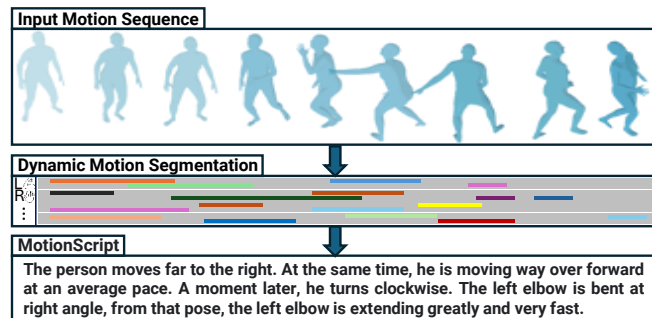 Input Motion Sequence
Dynamic Motion Segmentation
L
R
⋮
MotionScript
The person moves far to the right. At the same time, he is moving way over forward
at an average pace. A moment later, he turns clockwise. The left elbow is bent at
right angle, from that pose, the left elbow is extending greatly and very fast.